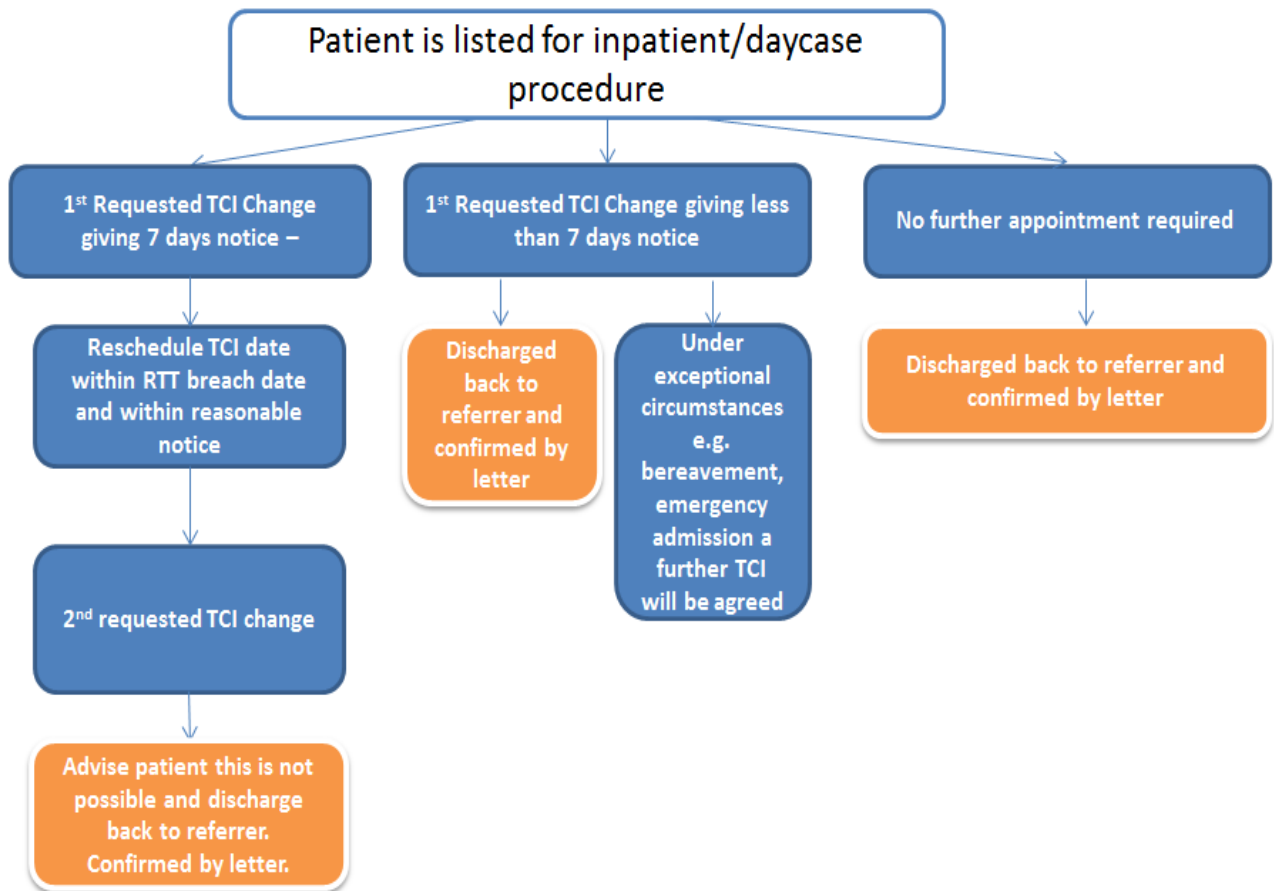 Patient is listed for inpatient/daycase
procedure
1st Requested TCI Change
giving 7 days notice –
1st Requested TCI Change giving less
than 7 days notice
No further appointment required
Reschedule TCI date
within RTT breach date
and within reasonable
notice
Discharged
back to
referrer and
confirmed by
letter
Under
exceptional
circumstances
e.g.
bereavement,
emergency
admission a
further TCI
will be agreed
Discharged back to referrer and
confirmed by letter
2nd requested TCI change
Advise patient this is not
possible and discharge
back to referrer.
Confirmed by letter.